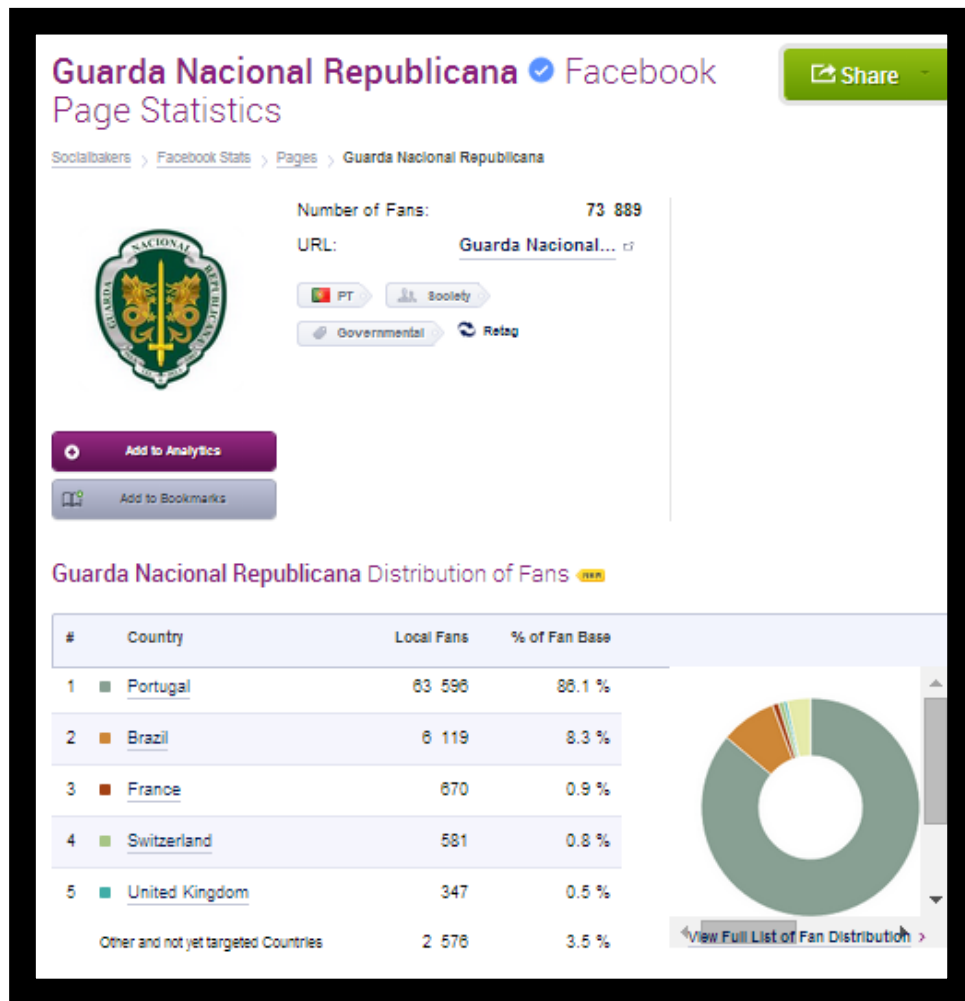 Guarda Nacional Republicana Facebook
Page Statistics
Share
Socialbakers > Facebook Stats > Pages > Guarda Nacional Republicana
Number of Fans: 73 889
URL: Guarda Nacional...
PT Society
Governmental Retag
NACIONAL
GUARDA
REPUBLICANA
Add to Analytics
Add to Bookmarks
Guarda Nacional Republicana Distribution of Fans
# Country Local Fans % of Fan Base
1 Portugal 63 596 86.1 %
2 Brazil 6 119 8.3 %
3 France 670 0.9 %
4 Switzerland 581 0.8 %
5 United Kingdom 347 0.5 %
Other and not yet targeted Countries 2 576 3.5 %
View Full List of Fan Distribution >